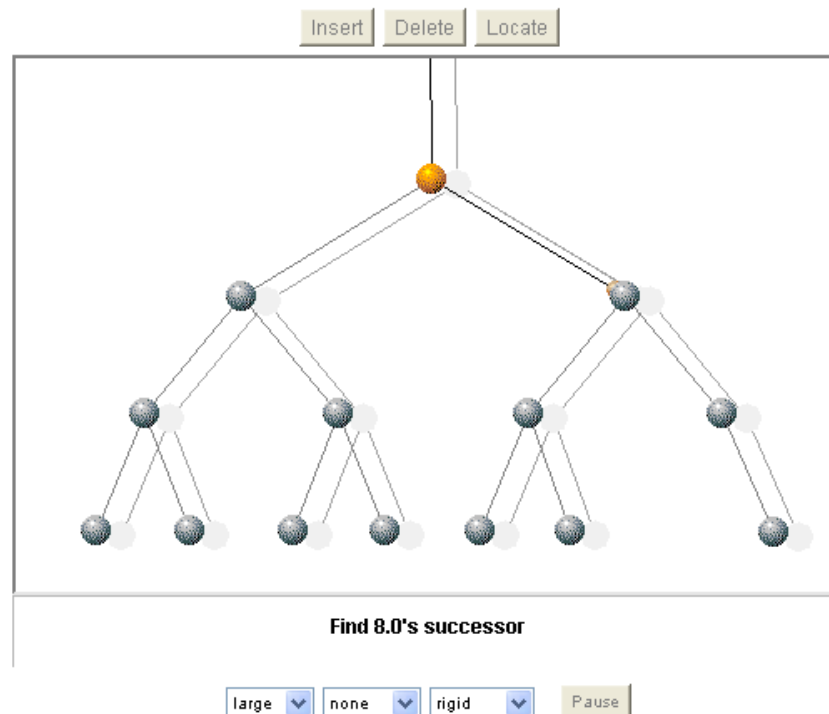 Insert Delete Locate
Find 8.0's successor
large none rigid Pause